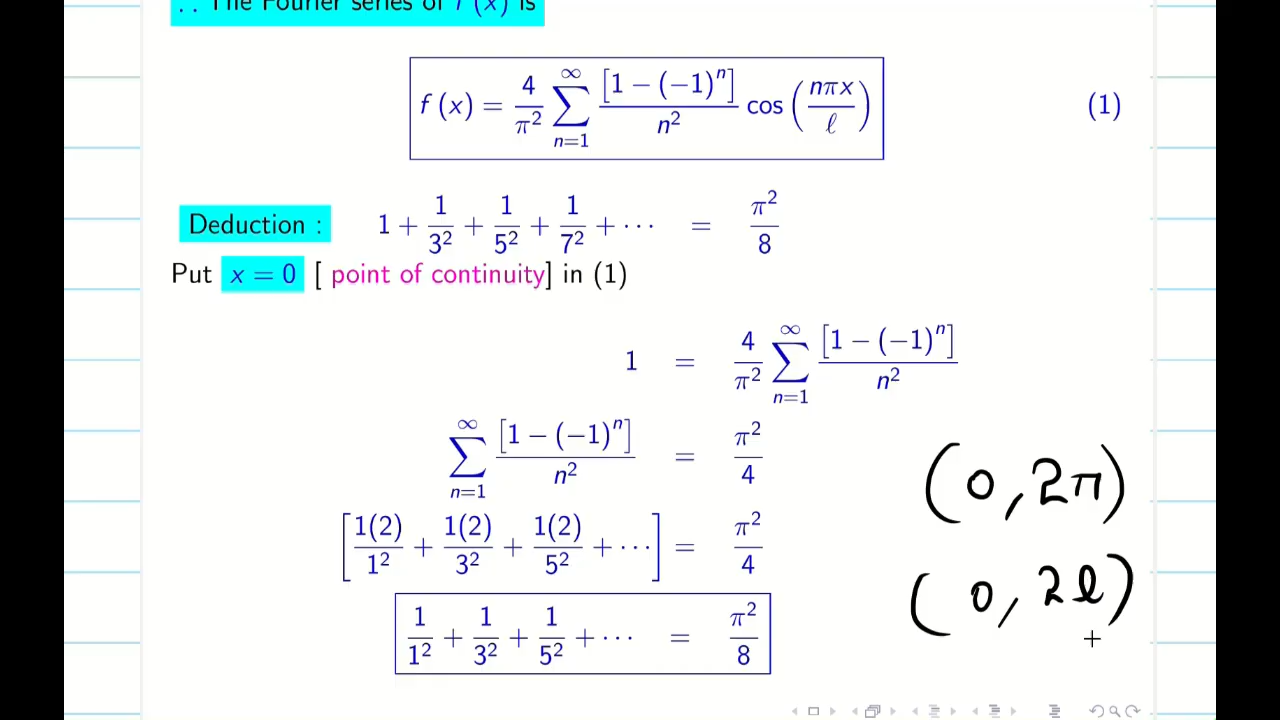 ∴ The Fourier series of f (x) is
f (x) = 4/π² ∑_{n=1}^{∞} [1 − (−1)ⁿ]/n² cos (nπx/ℓ) (1)
Deduction : 1 + 1/3² + 1/5² + 1/7² + ⋯ = π²/8
Put x = 0 [ point of continuity] in (1)
1 = 4/π² ∑_{n=1}^{∞} [1 − (−1)ⁿ]/n²
∑_{n=1}^{∞} [1 − (−1)ⁿ]/n² = π²/4
[1(2)/1² + 1(2)/3² + 1(2)/5² + ⋯] = π²/4
(0, 2π)
(0, 2l)
1/1² + 1/3² + 1/5² + ⋯ = π²/8